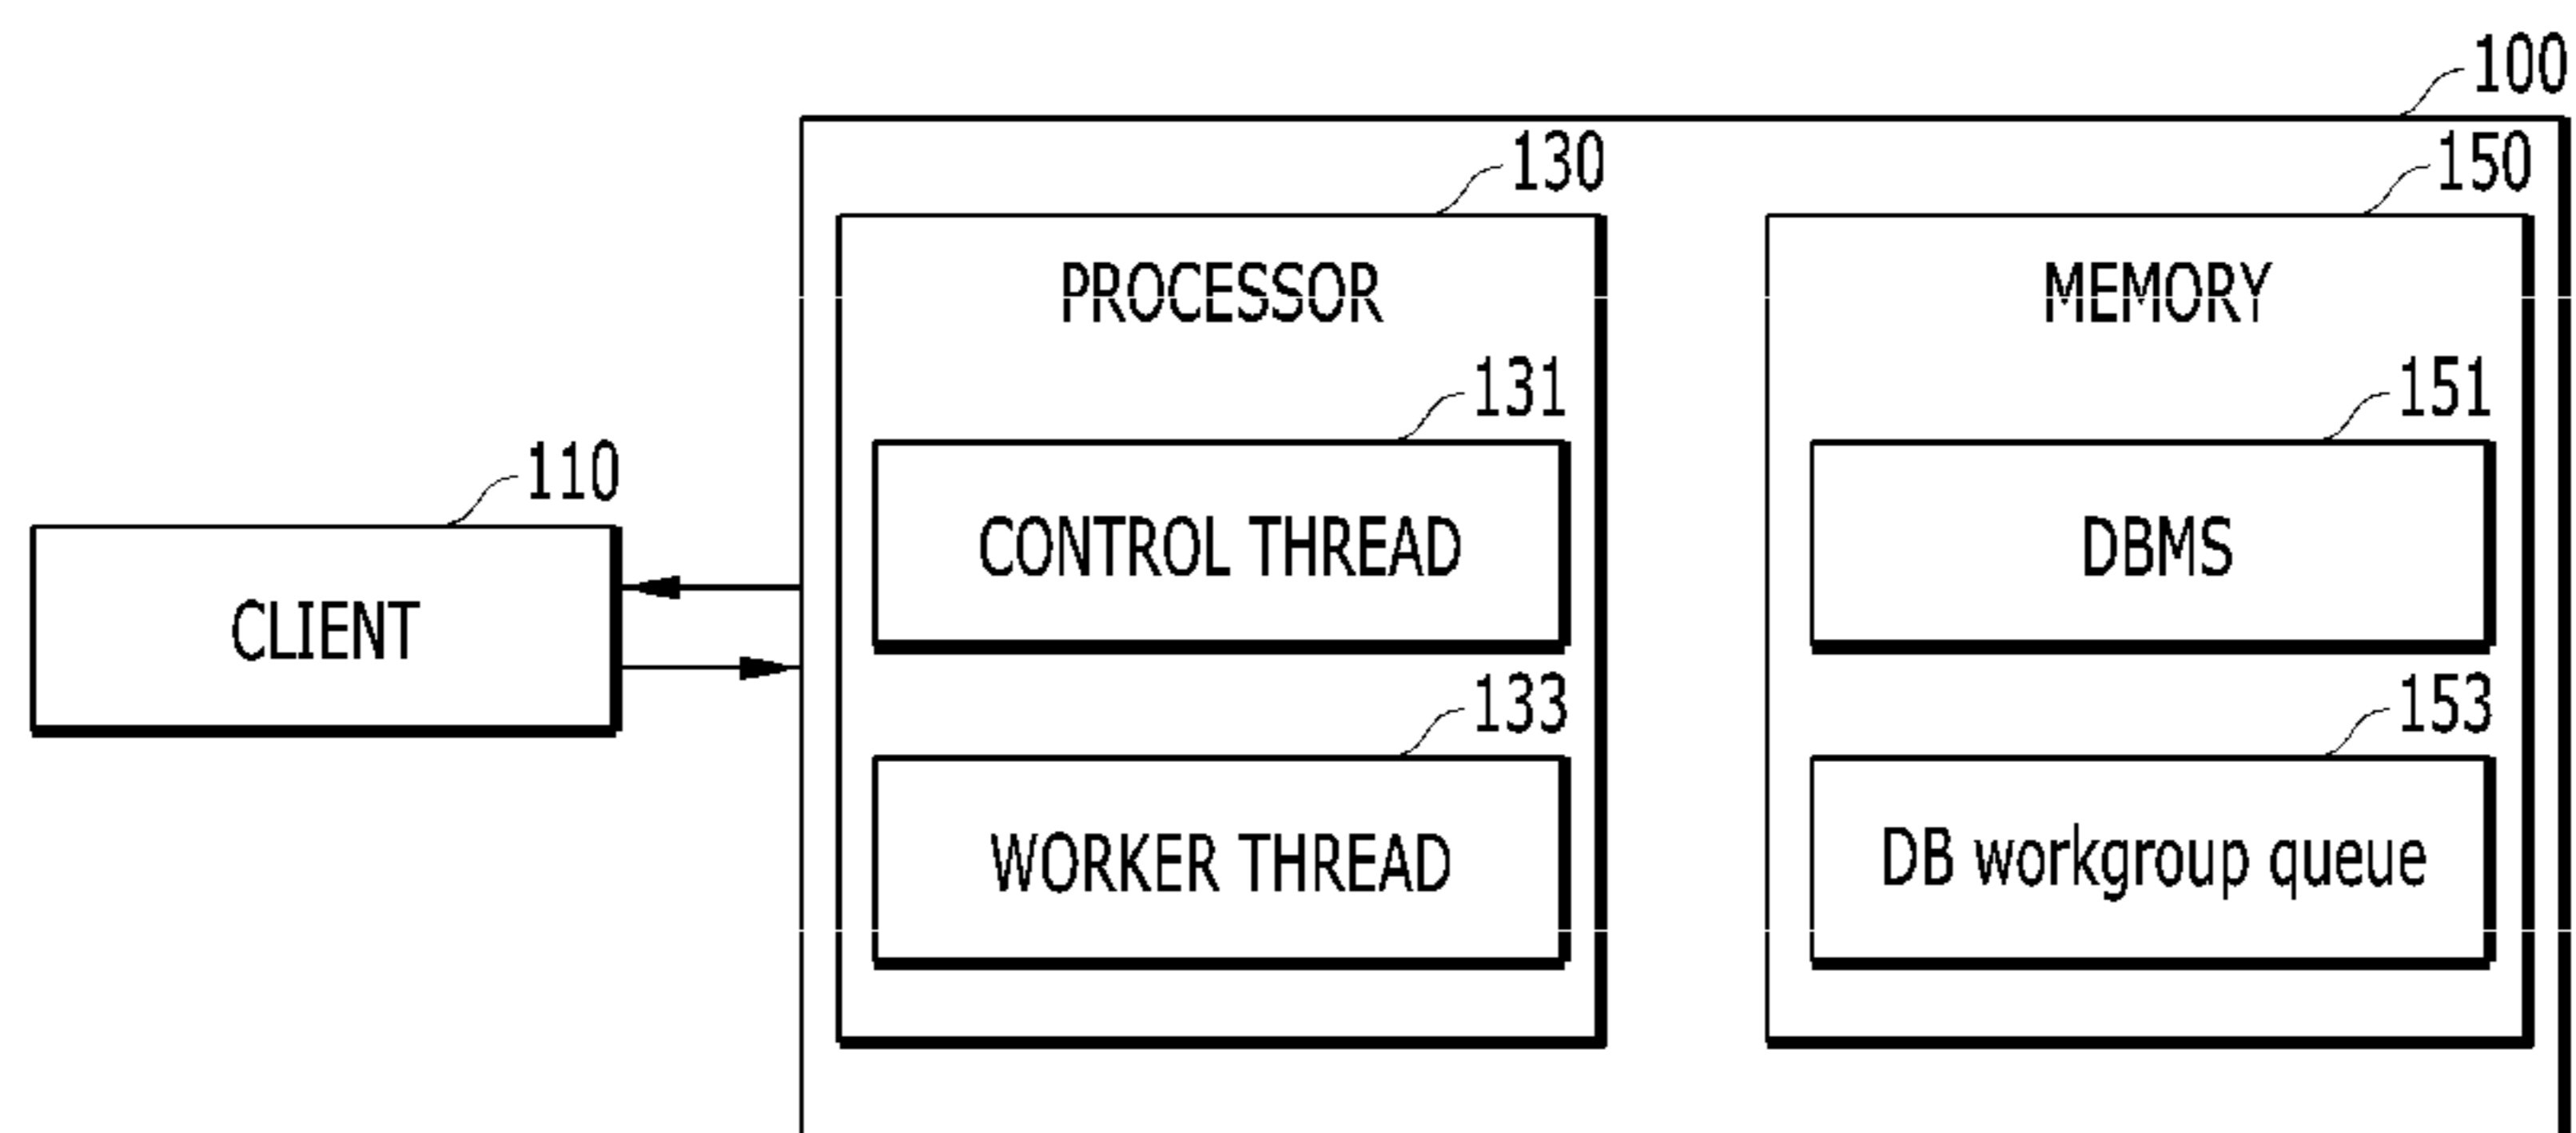 100
130
150
PROCESSOR
MEMORY
131
151
110
CONTROL THREAD
DBMS
CLIENT
133
153
WORKER THREAD
DB workgroup queue